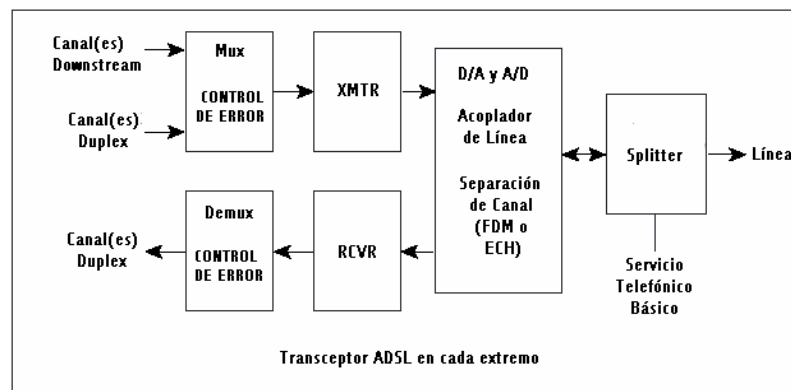 Canal(es)
Downstream
Canal(es)
Duplex
Mux
CONTROL
DE ERROR
XMTR
D/A y A/D
Acoplador
de Línea
Separación
de Canal
(FDM o
ECH)
Splitter
Línea
Servicio
Telefónico
Básico
Canal(es)
Duplex
Demux
CONTROL
DE ERROR
RCVR
Transceptor ADSL en cada extremo